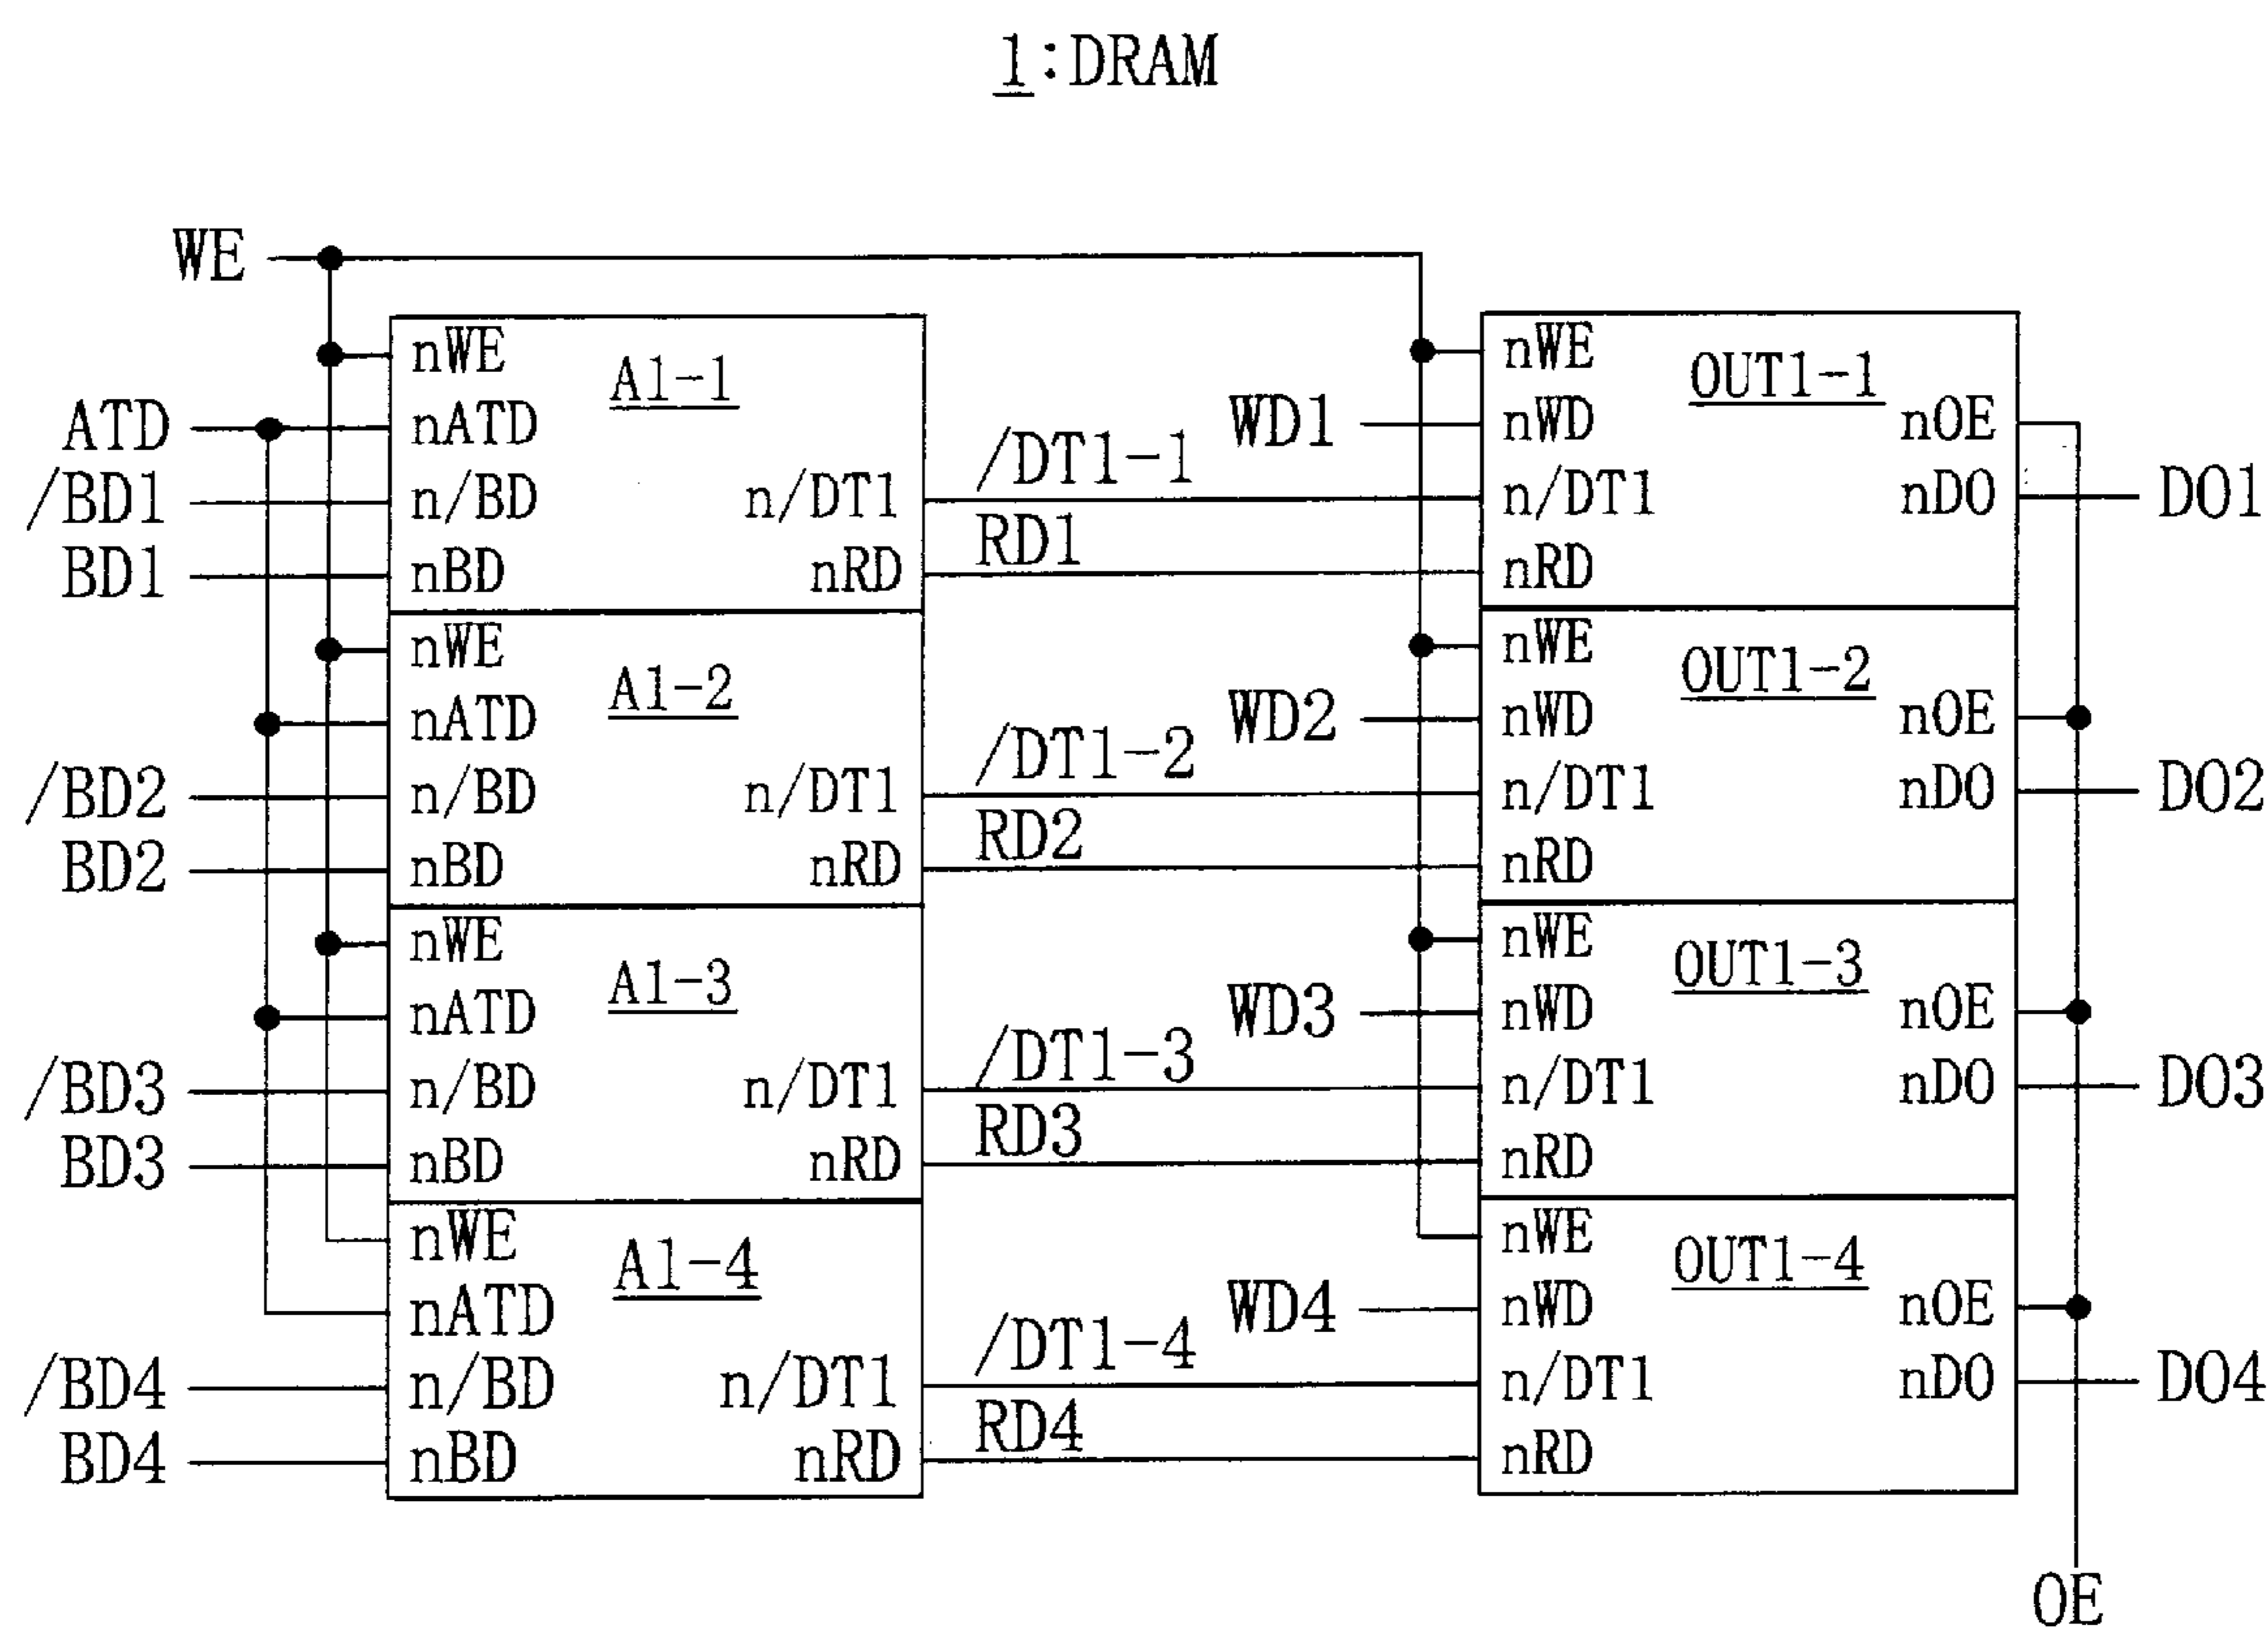 1:DRAM
WE
ATD
/BD1
BD1
/BD2
BD2
/BD3
BD3
/BD4
BD4
nWE
A1-1
nATD
n/BD
n/DT1
nBD
nRD
nWE
A1-2
nATD
n/BD
n/DT1
nBD
nRD
nWE
A1-3
nATD
n/BD
n/DT1
nBD
nRD
nWE
A1-4
nATD
n/BD
n/DT1
nBD
nRD
/DT1-1
RD1
/DT1-2
RD2
/DT1-3
RD3
/DT1-4
RD4
WD1
WD2
WD3
WD4
nWE
OUT1-1
nWD
nOE
n/DT1
nDO
nRD
nWE
OUT1-2
nWD
nOE
n/DT1
nDO
nRD
nWE
OUT1-3
nWD
nOE
n/DT1
nDO
nRD
nWE
OUT1-4
nWD
nOE
n/DT1
nDO
nRD
DO1
DO2
DO3
DO4
OE